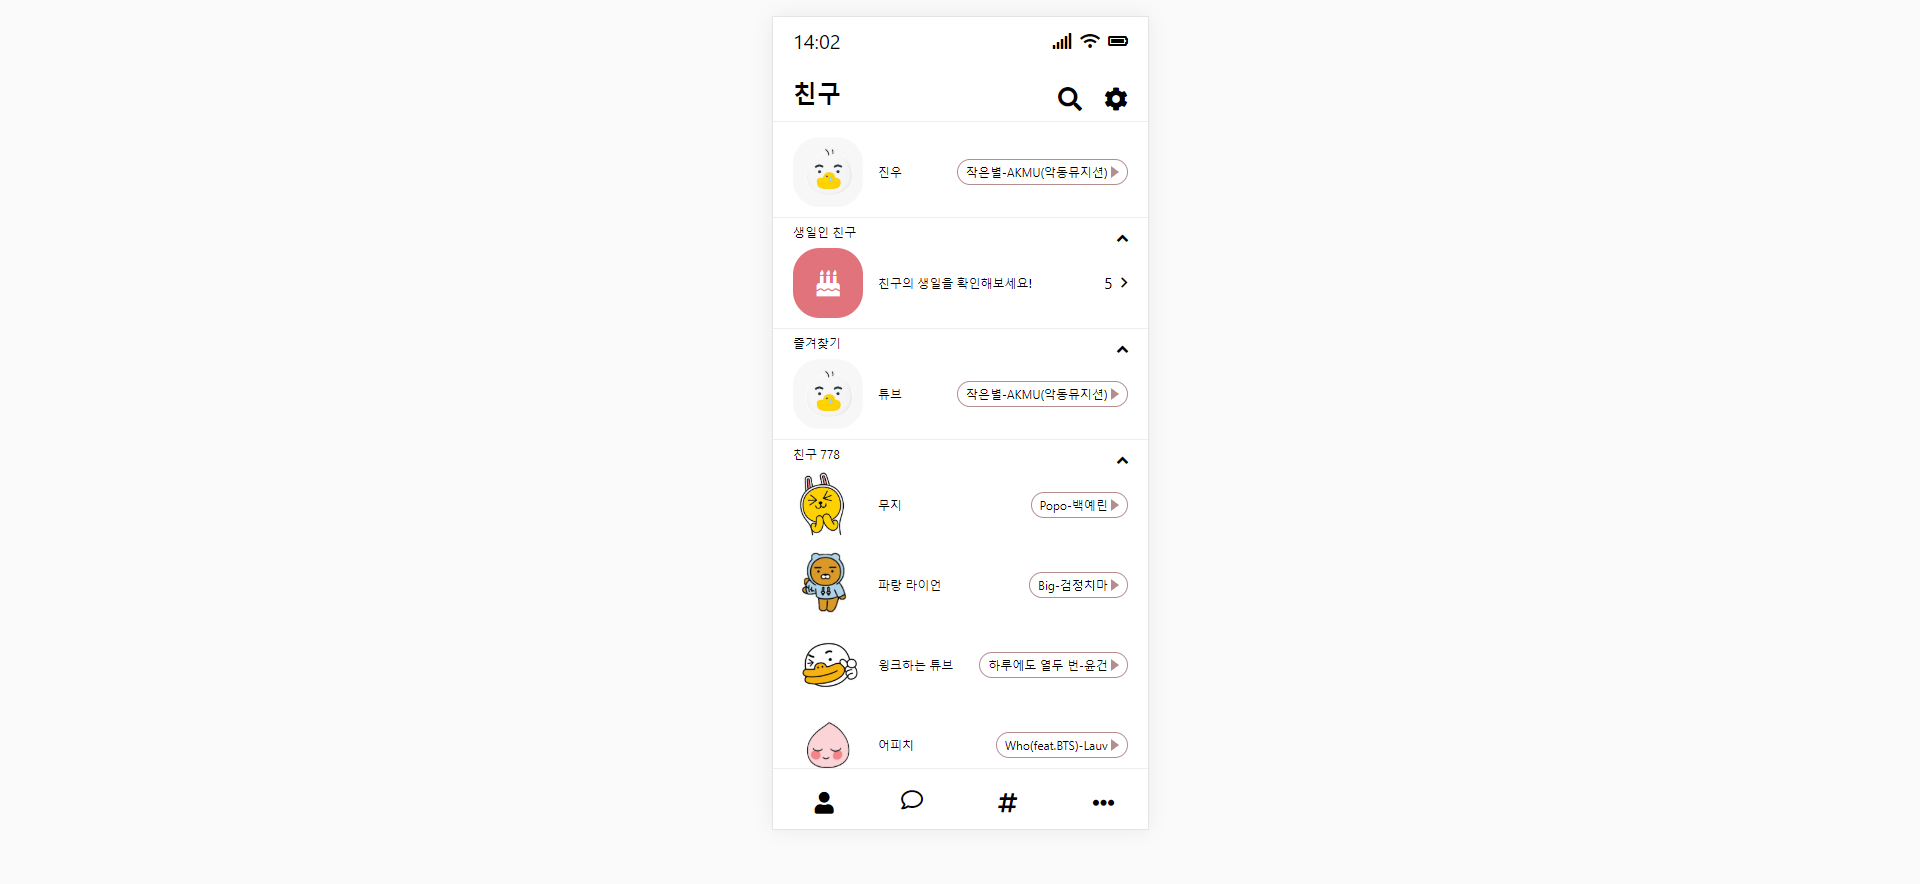 14:02
친구
진우
작은별-AKMU(악동뮤지션)
생일인 친구
친구의 생일을 확인해보세요!
5
즐겨찾기
튜브
작은별-AKMU(악동뮤지션)
친구 778
무지
Popo-백예린
파랑 라이언
Big-검정치마
윙크하는 튜브
하루에도 열두 번-윤건
어피치
Who(feat.BTS)-Lauv
#